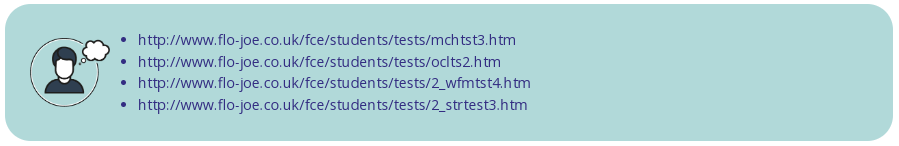 http://www.flo-joe.co.uk/fce/students/tests/mchtst3.htm
http://www.flo-joe.co.uk/fce/students/tests/oclts2.htm
http://www.flo-joe.co.uk/fce/students/tests/2_wfmtst4.htm
http://www.flo-joe.co.uk/fce/students/tests/2_strtest3.htm